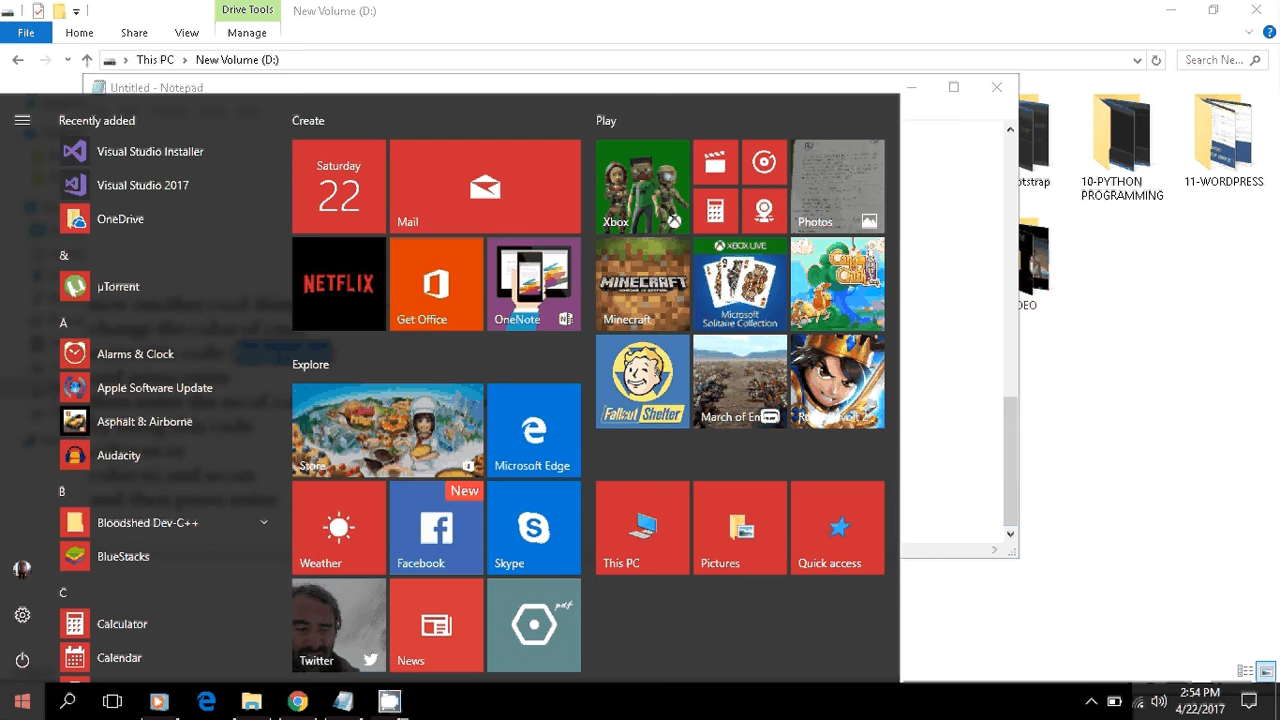 Drive Tools
New Volume (D:)
File
Home
Share
View
Manage
This PC
New Volume (D:)
Search Ne...
Untitled - Notepad
Recently added
Visual Studio Installer
Visual Studio 2017
OneDrive
&
µTorrent
A
Alarms & Clock
Apple Software Update
Asphalt & Airborne
Audacity
B
Bloodshed Dev-C++
BlueStacks
C
Calculator
Calendar
Create
Saturday
22
Mail
NETFLIX
Get Office
OneNote
Explore
Store
Microsoft Edge
Weather
New
Facebook
Skype
Twitter
News
pdf
Play
Xbox
Photos
MINECRAFT
Minecraft
XBOX LIVE
Microsoft
Solitaire Collection
Candy
Crush
Fallout Shelter
March of Em
This PC
Pictures
Quick access
otstrap
10-PYTHON
PROGRAMMING
11-WORDPRESS
DEO
2:54 PM
4/22/2017